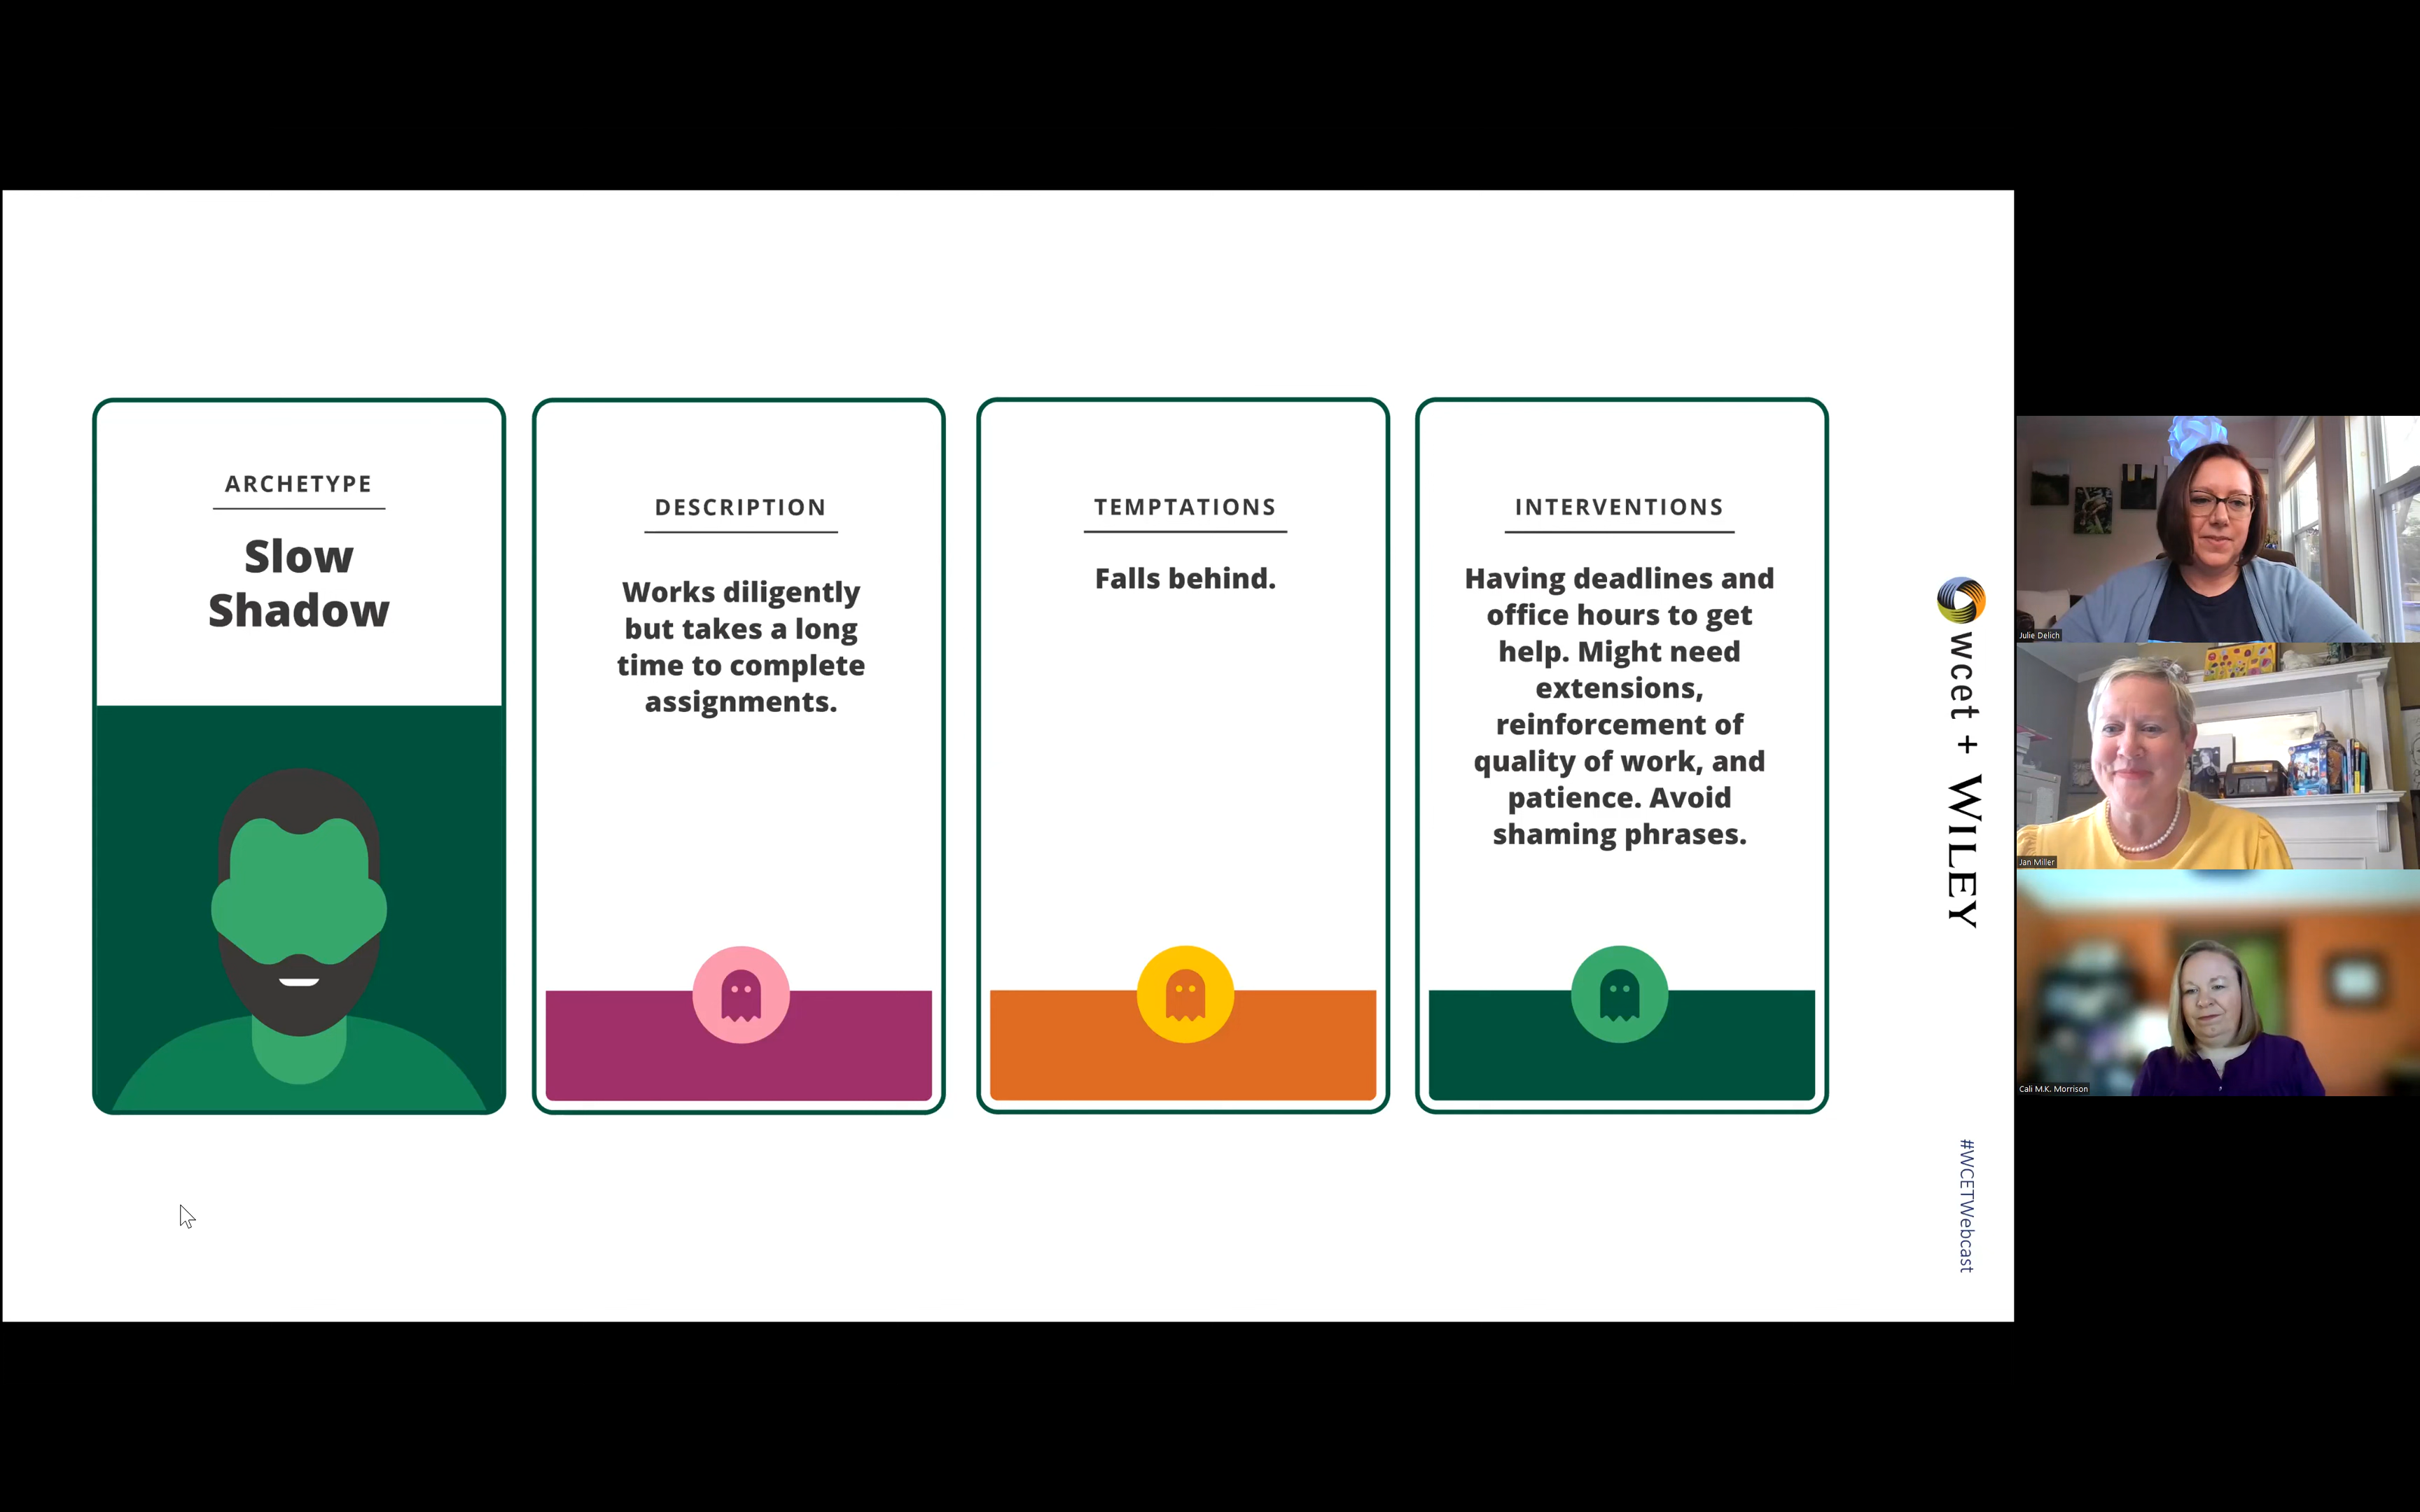 ARCHETYPE
Slow
Shadow
DESCRIPTION
Works diligently
but takes a long
time to complete
assignments.
TEMPTATIONS
Falls behind.
INTERVENTIONS
Having deadlines and
office hours to get
help. Might need
extensions,
reinforcement of
quality of work, and
patience. Avoid
shaming phrases.
wcet + WILEY
#WCETWebcast
Julie Delich
Jan Miller
Cali M.K. Morrison